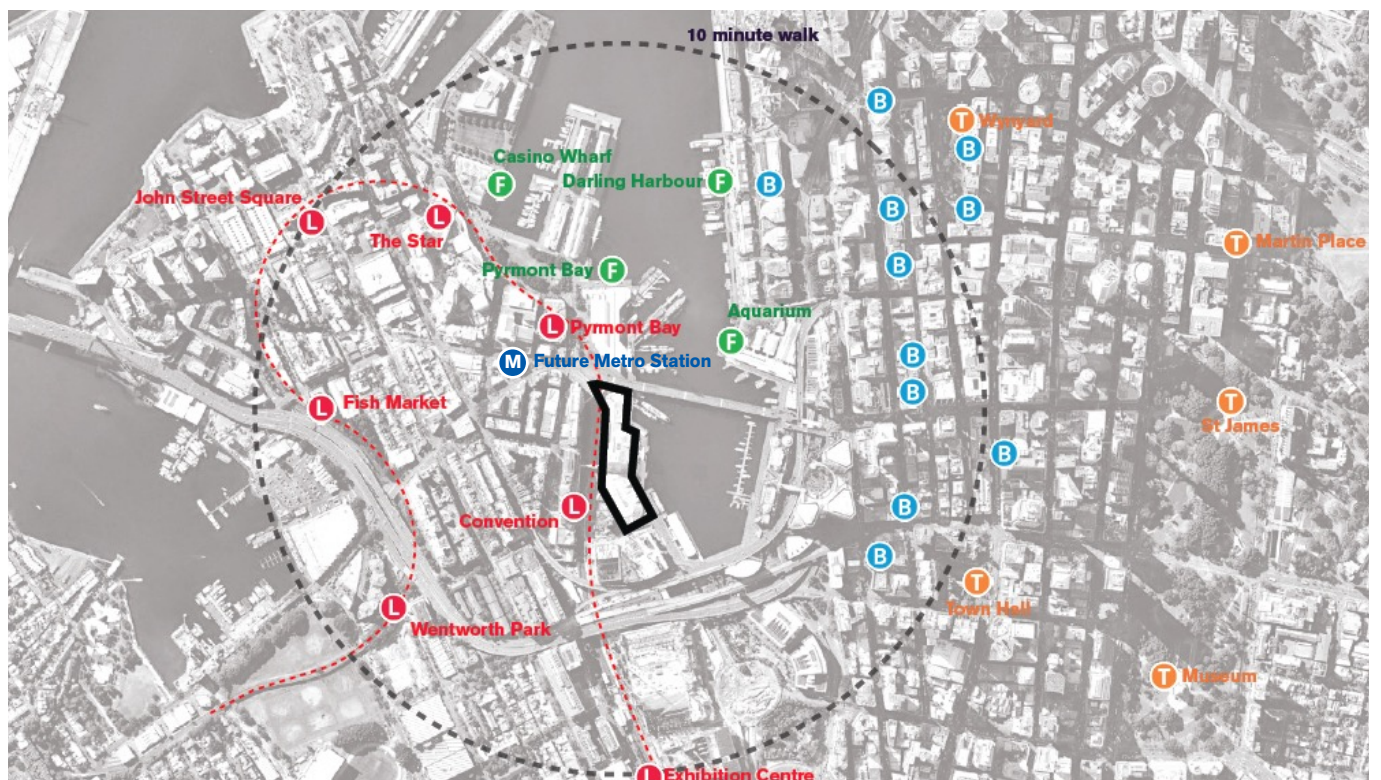 10 minute walk
B
T Wynyard
B
Casino Wharf
F
Darling Harbour F
B
John Street Square
L
L
The Star
B
B
T Martin Place
Pyrmont Bay F
B
Aquarium
F
L Pyrmont Bay
M Future Metro Station
B
B
L Fish Market
T
St James
B
L
Convention
B
B
T
Town Hall
L
Wentworth Park
T Museum
L Exhibition Centre